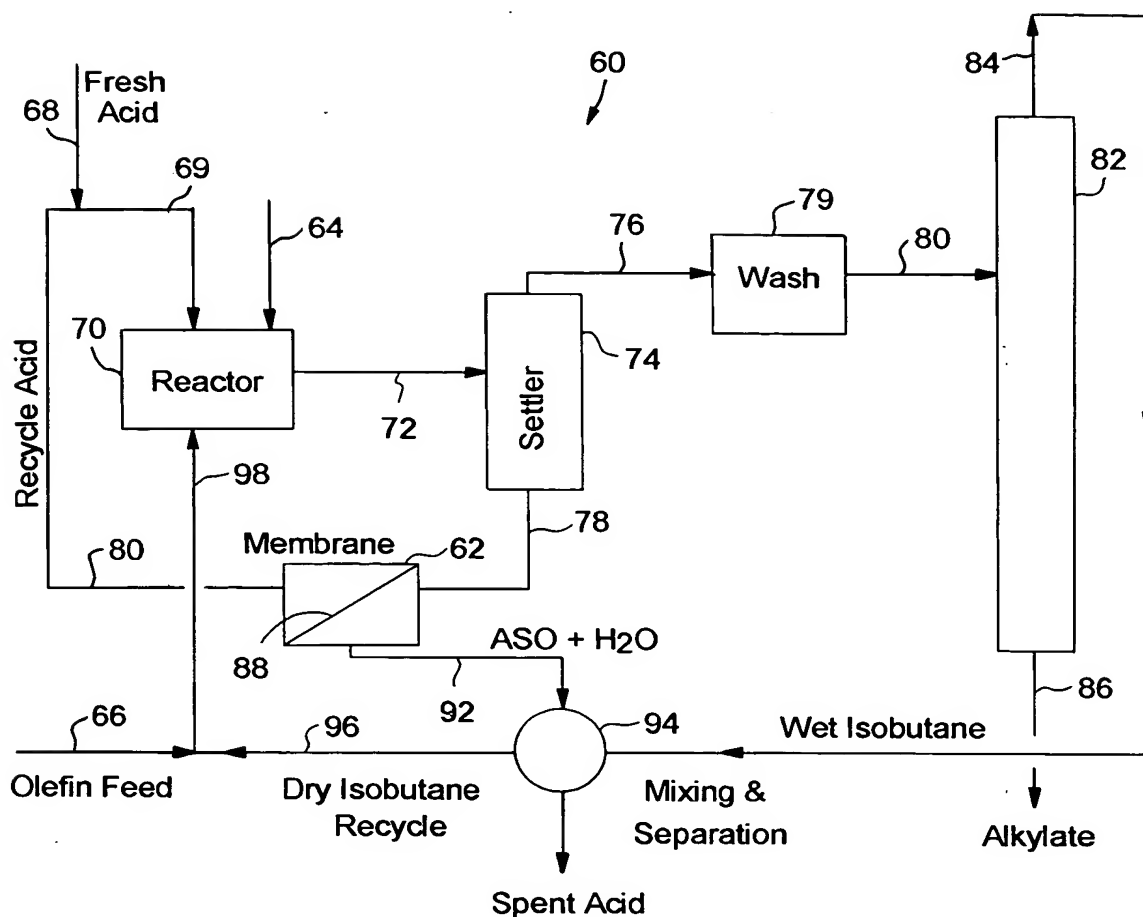 60
84
Fresh
Acid
68
69
64
82
76
79
Wash
80
70
Reactor
74
Settler
72
Recycle Acid
98
78
Membrane
62
80
88
ASO + H2O
92
86
66
96
94
Wet Isobutane
Olefin Feed
Dry Isobutane
Recycle
Mixing &
Separation
Alkylate
Spent Acid